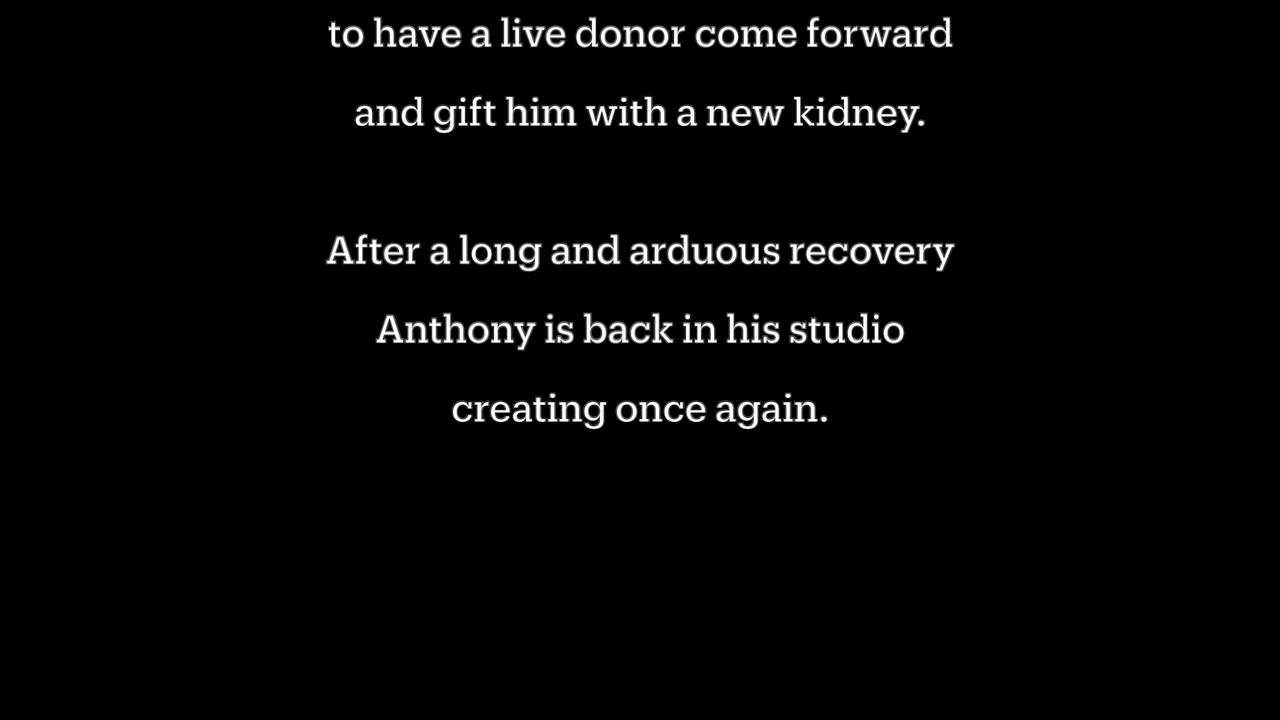 to have a live donor come forward
and gift him with a new kidney.
After a long and arduous recovery
Anthony is back in his studio
creating once again.